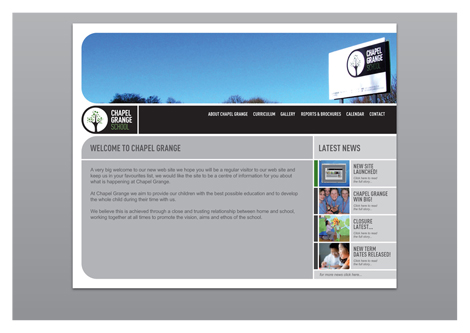 CHAPEL
GRANGE
SCHOOL
CHAPEL
GRANGE
SCHOOL
ABOUT CHAPEL GRANGE CURRICULUM GALLERY REPORTS & BROCHURES CALENDAR CONTACT
WELCOME TO CHAPEL GRANGE
A very big welcome to our new web site we hope you will be a regular visitor to our web site and
keep us in your favourites list, we would like the site to be a centre of information for you about
what is happening at Chapel Grange.
At Chapel Grange we aim to provide our children with the best possible education and to develop
the whole child during their time with us.
We believe this is achieved through a close and trusting relationship between home and school,
working together at all times to promote the vision, aims and ethos of the school.
LATEST NEWS
NEW SITE
LAUNCHED!
Click here to read
the full story...
CHAPEL GRANGE
WIN BIG!
Click here to read
the full story...
CLOSURE
LATEST...
Click here to read
the full story...
NEW TERM
DATES RELEASED!
Click here to read
the full story...
for more news click here...